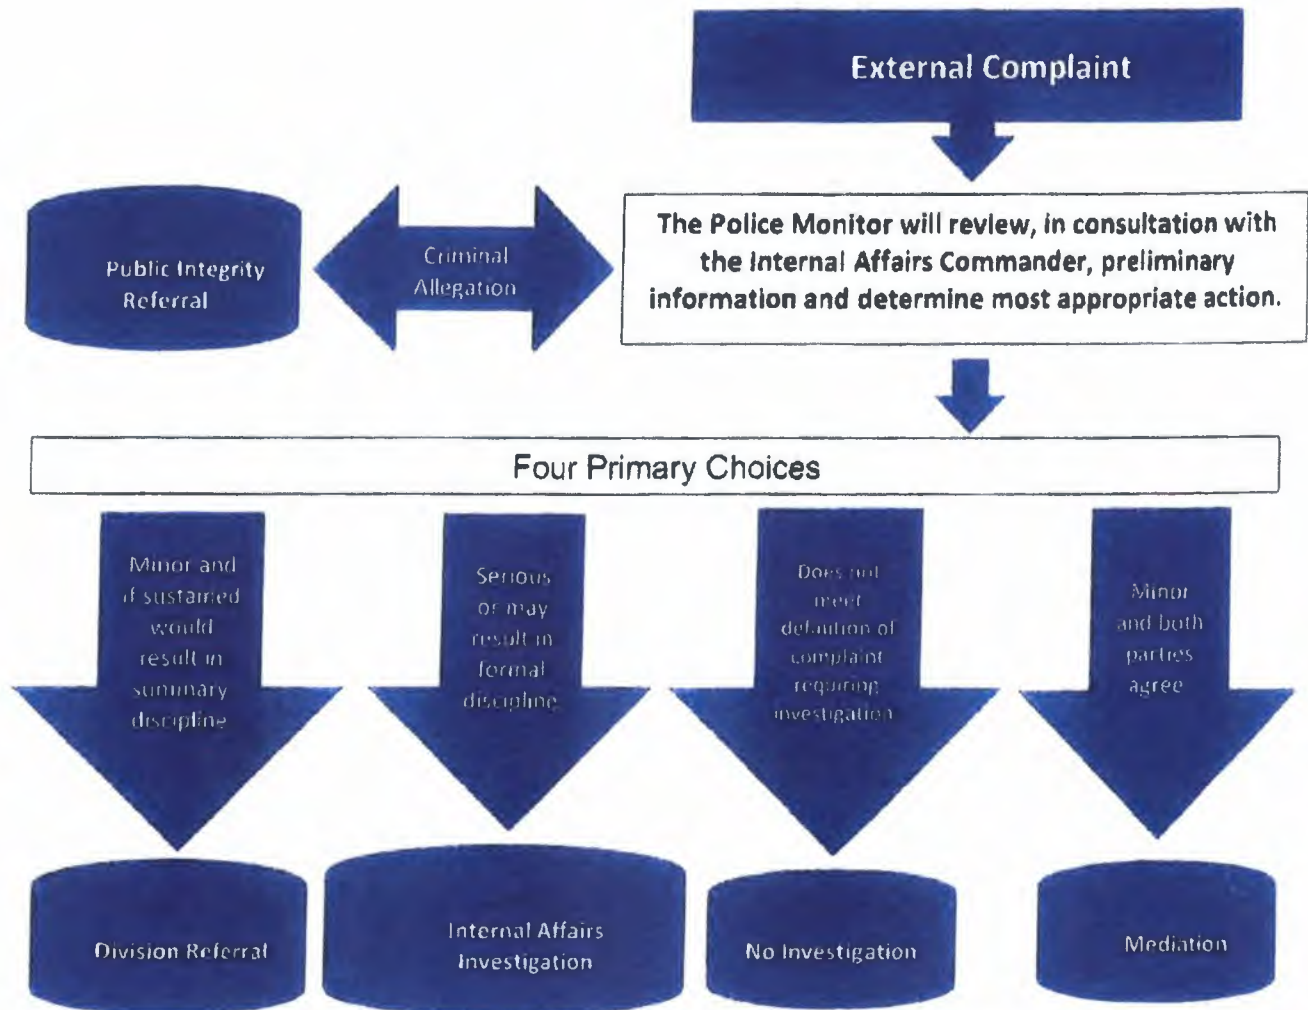 External Complaint
The Police Monitor will review, in consultation with
the Internal Affairs Commander, preliminary
information and determine most appropriate action.
Criminal
Allegation
Public Integrity
Referral
Four Primary Choices
Minor and
if sustained
would
result in
summary
discipline
Serious
or may
result in
formal
discipline
Does not
meet
definition of
complaint
requiring
investigation
Minor
and both
parties
agree
Division Referral
Internal Affairs
Investigation
No Investigation
Mediation